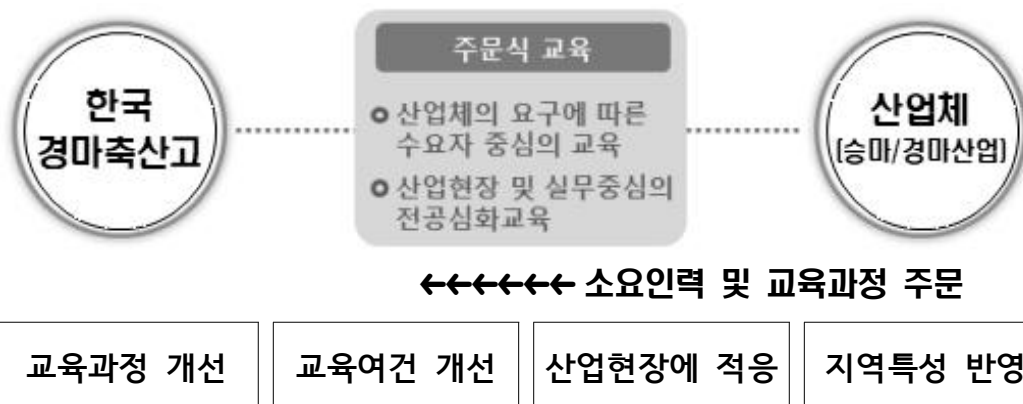 한국
경마축산고
주문식 교육
산업체의 요구에 따른
수요자 중심의 교육
산업현장 및 실무중심의
전공심화교육
산업체
[승마/경마산업]
←←←←←← 소요인력 및 교육과정 주문
교육과정 개선
교육여건 개선
산업현장에 적응
지역특성 반영